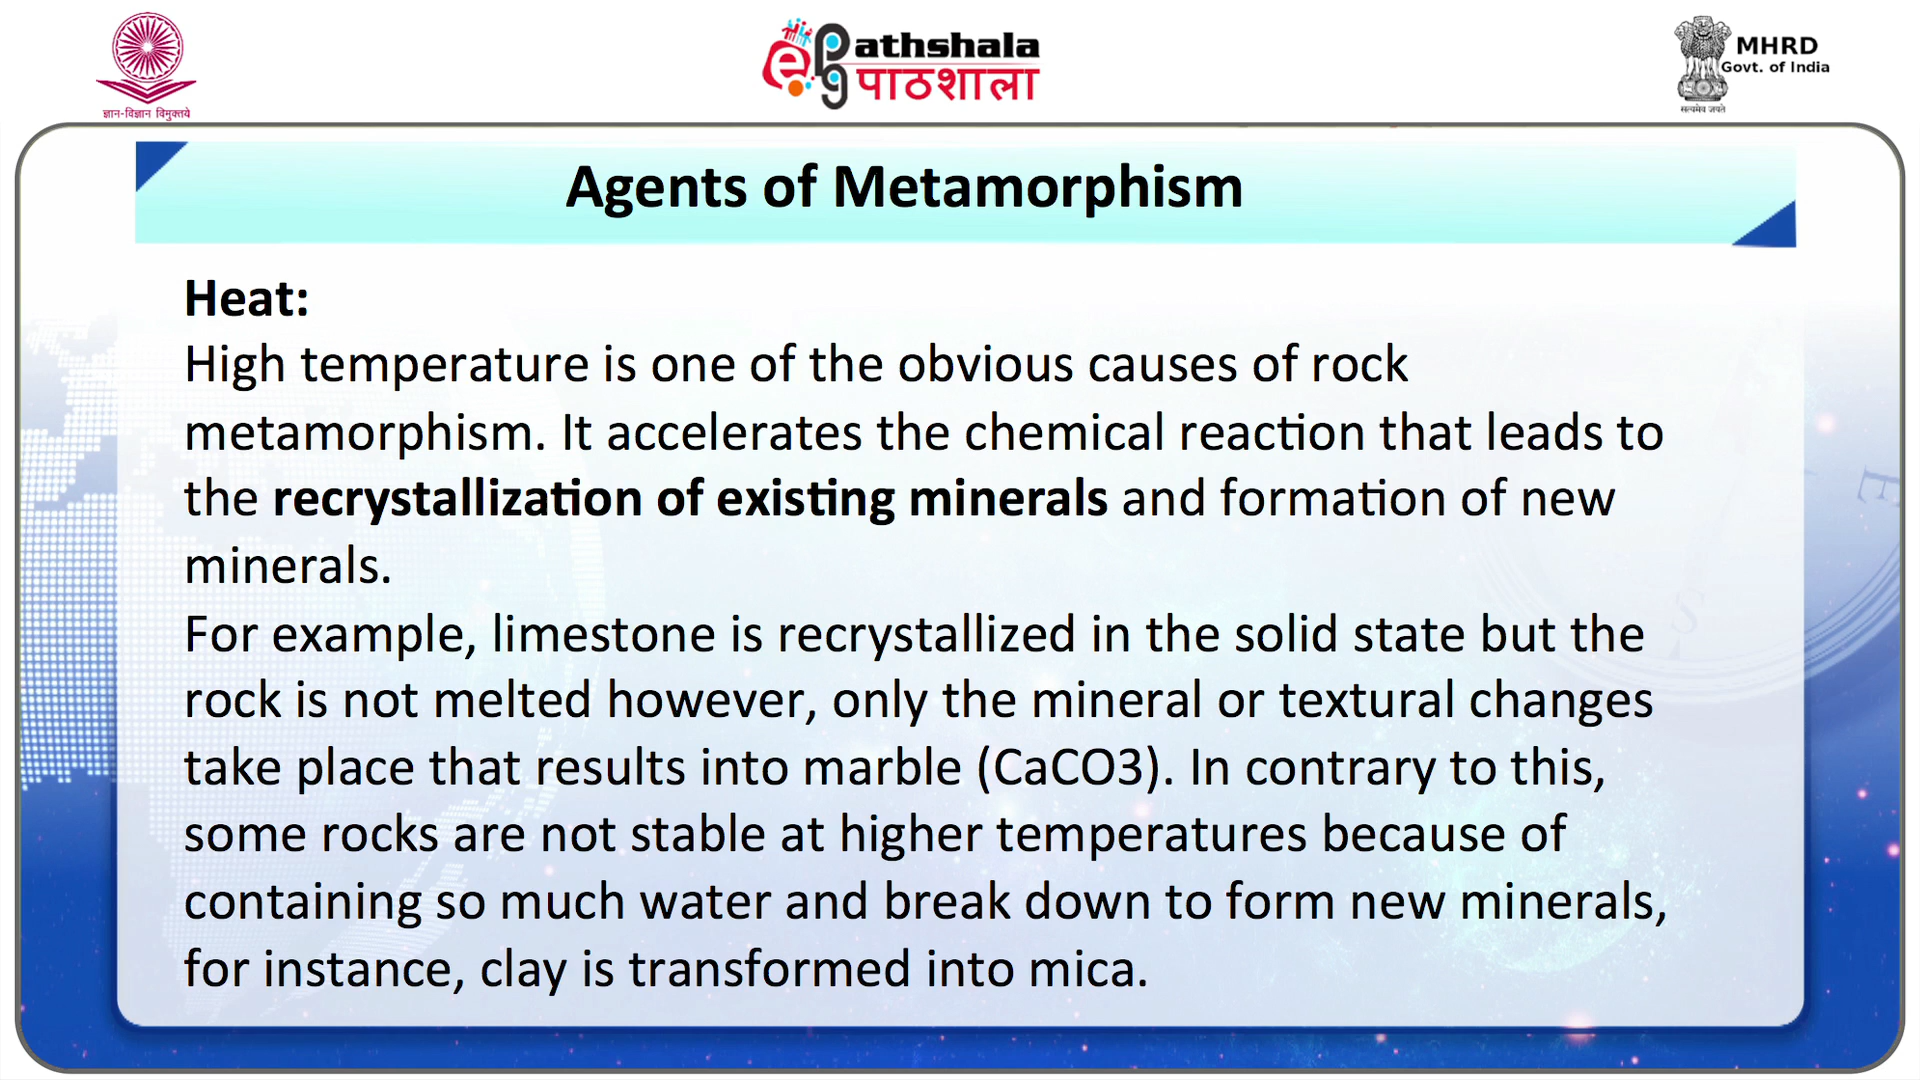 ज्ञान-विज्ञान विमुक्तये
ePG athshala
पाठशाला
MHRD
Govt. of India
सत्यमेव जयते
Agents of Metamorphism
Heat:
High temperature is one of the obvious causes of rock
metamorphism. It accelerates the chemical reaction that leads to
the recrystallization of existing minerals and formation of new
minerals.
For example, limestone is recrystallized in the solid state but the
rock is not melted however, only the mineral or textural changes
take place that results into marble (CaCO3). In contrary to this,
some rocks are not stable at higher temperatures because of
containing so much water and break down to form new minerals,
for instance, clay is transformed into mica.
E
S